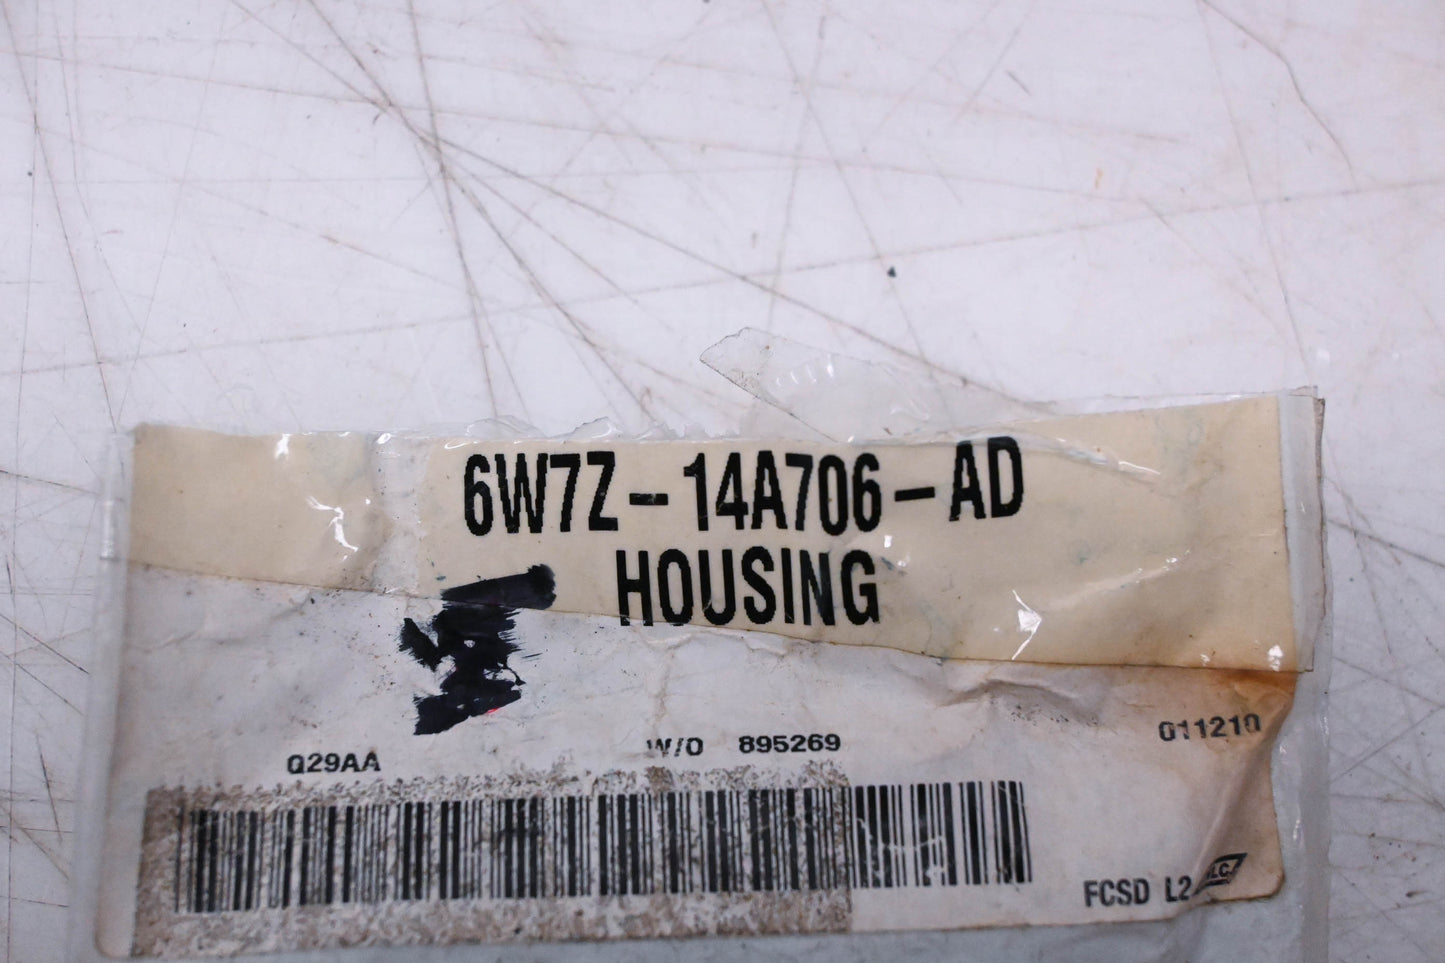 6W7Z-14A706-AD
HOUSING
Q29AA W/O 895269 011210
FCSD L2